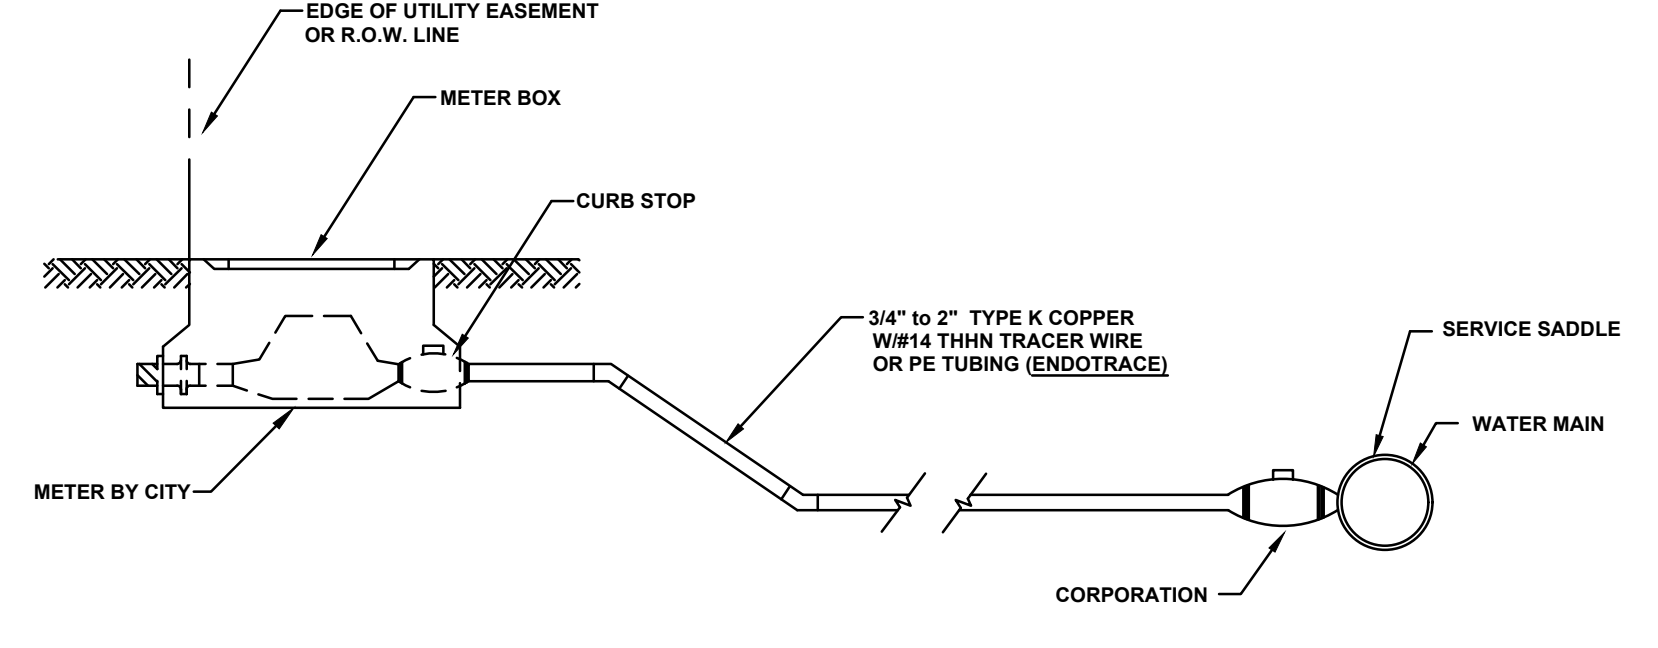 EDGE OF UTILITY EASEMENT
OR R.O.W. LINE
METER BOX
CURB STOP
3/4" to 2" TYPE K COPPER
W/#14 THHN TRACER WIRE
OR PE TUBING (ENDOTRACE)
SERVICE SADDLE
WATER MAIN
METER BY CITY
CORPORATION